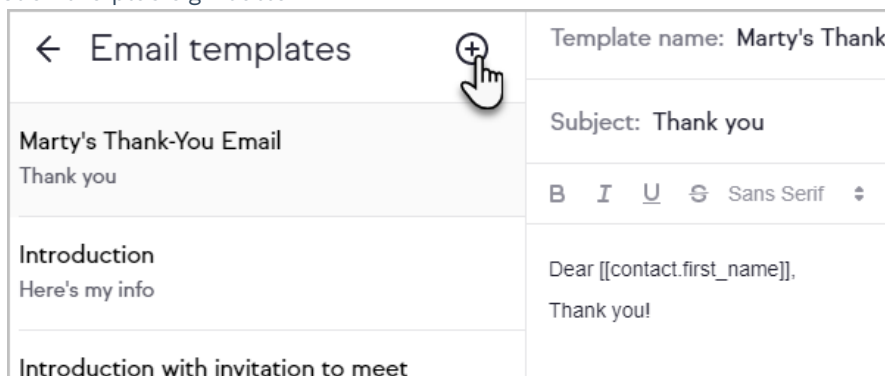 Email templates
Marty's Thank-You Email
Thank you
Introduction
Here's my info
Introduction with invitation to meet
Template name: Marty's Thank
Subject: Thank you
B I U S Sans Serif
Dear [[contact.first_name]],
Thank you!